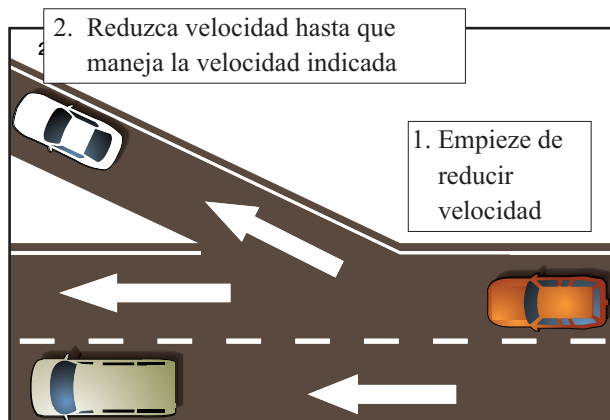 2. Reduzca velocidad hasta que
maneja la velocidad indicada
1. Empieze de
reducir
velocidad